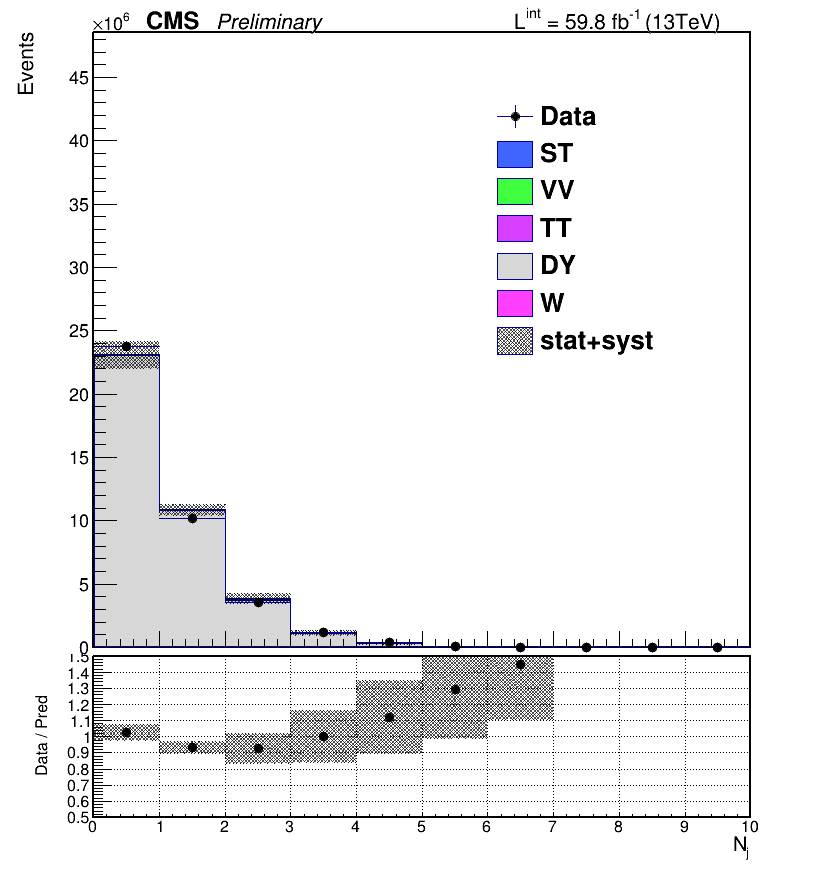 ×10⁶ CMS Preliminary L^int = 59.8 fb⁻¹ (13TeV)
Events
45
40
35
30
25
20
15
10
5
0
Data
ST
VV
TT
DY
W
stat+syst
Data / Pred
1.5
1.4
1.3
1.2
1.1
1
0.9
0.8
0.7
0.6
0.5
0 1 2 3 4 5 6 7 8 9 10
N_j